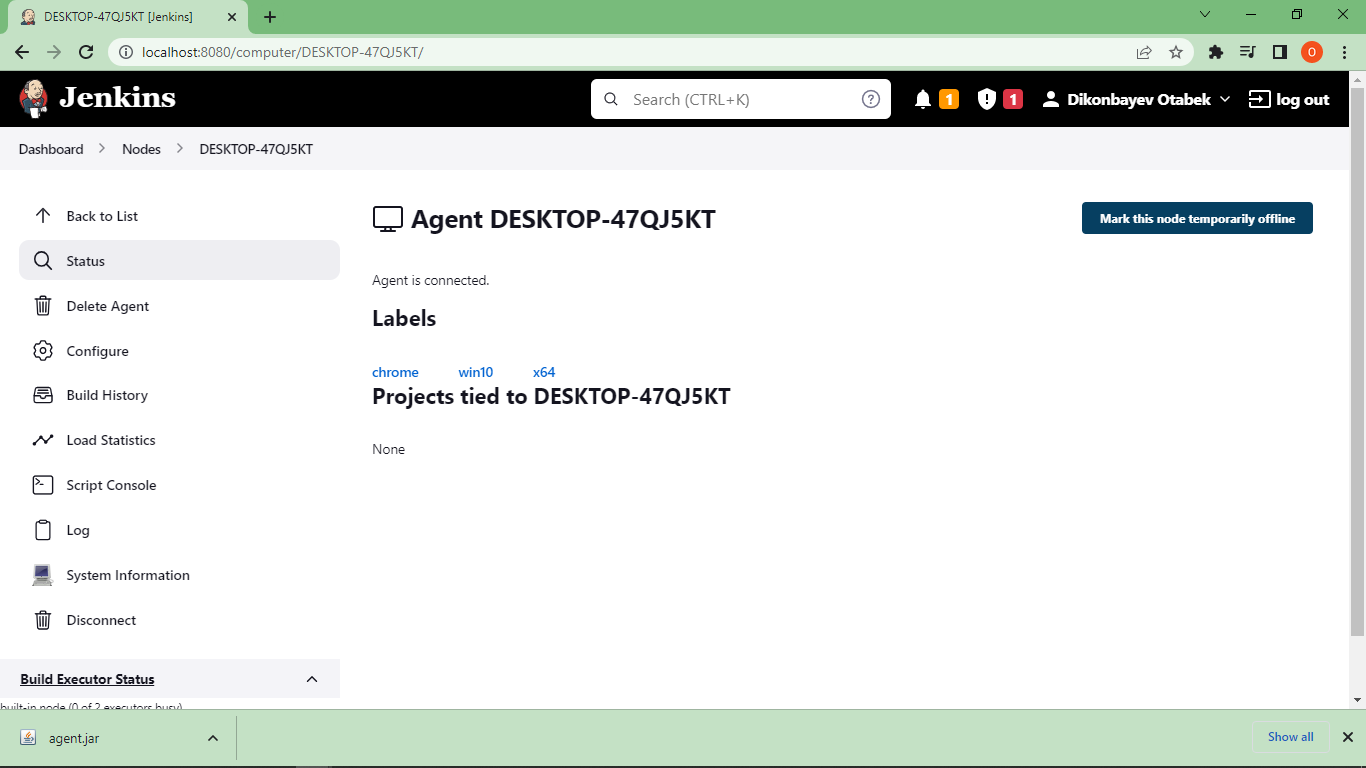 DESKTOP-47QJ5KT [Jenkins]
localhost:8080/computer/DESKTOP-47QJ5KT/
O
Jenkins
Search (CTRL+K)
1
1
Dikonbayev Otabek
log out
Dashboard
Nodes
DESKTOP-47QJ5KT
Back to List
Status
Delete Agent
Configure
Build History
Load Statistics
Script Console
Log
System Information
Disconnect
Build Executor Status
built-in node (0 of 2 executors busy)
Agent DESKTOP-47QJ5KT
Mark this node temporarily offline
Agent is connected.
Labels
chrome win10 x64
Projects tied to DESKTOP-47QJ5KT
None
agent.jar
Show all